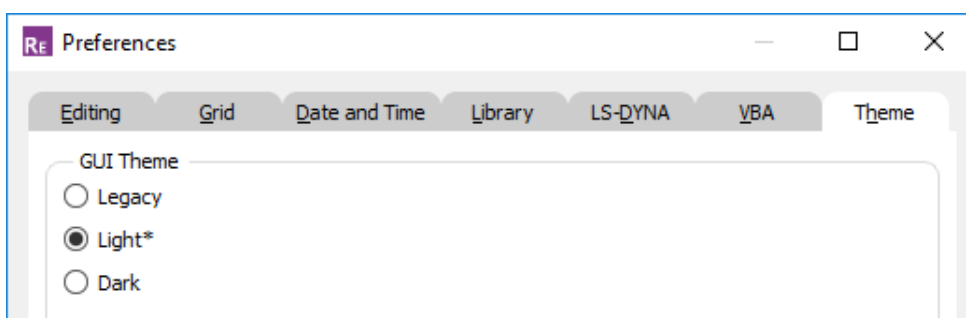 RE Preferences
Editing Grid Date and Time Library LS-DYNA VBA Theme
GUI Theme
Legacy
Light*
Dark